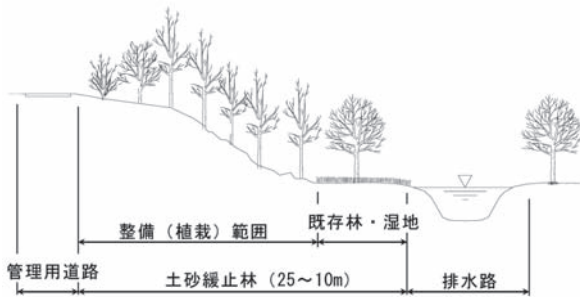 整備（植栽）範囲
既存林・湿地
管理用道路
土砂緩止林（25～10m）
排水路